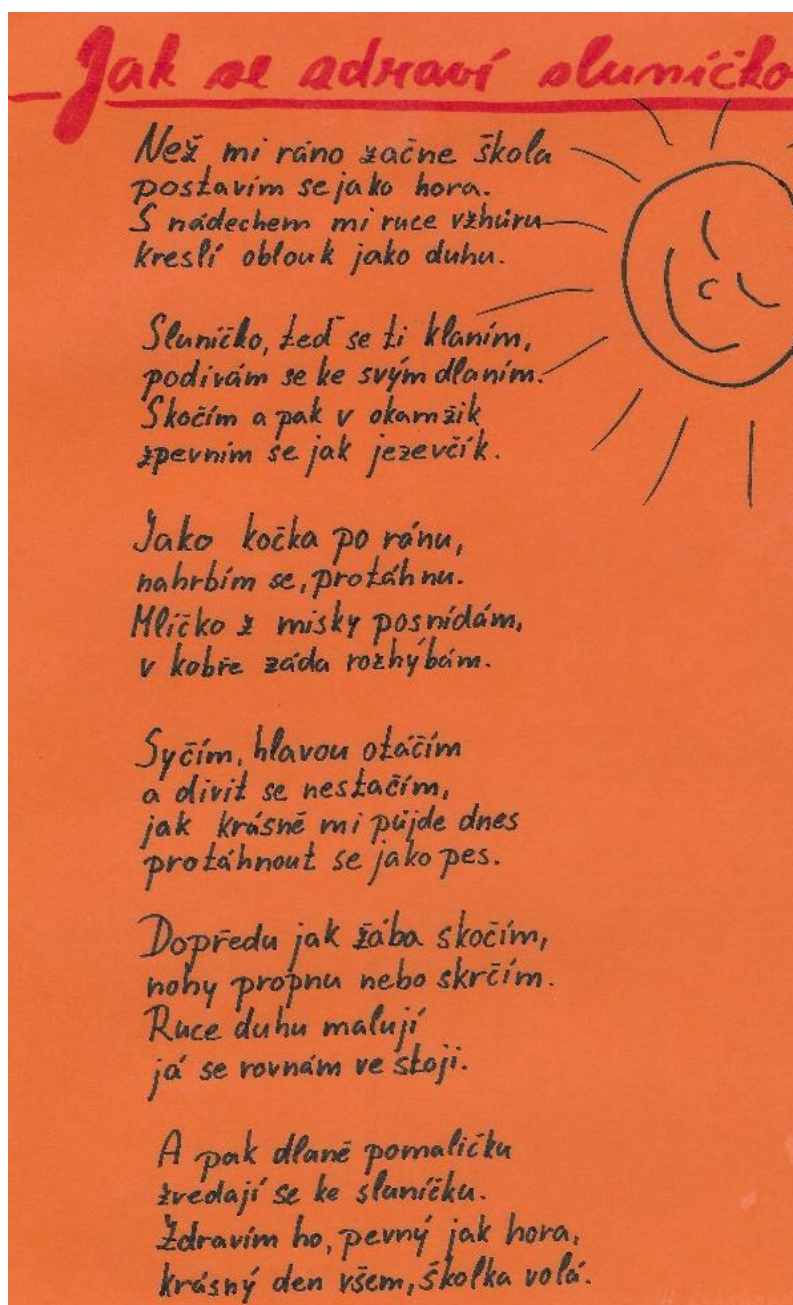 Jak se zdraví sluníčko
Než mi ráno začne škola
postavím se jako hora.
S nádechem mi ruce vzhůru
kreslí oblouk jako duhu.
Sluníčko, teď se ti klaním,
podívám se ke svým dlaním.
Skočím a pak v okamžik
zpevním se jak jezevčík.
Jako kočka po ránu,
nahrbím se, protáhnu.
Mlíčko z misky posnídám,
v kobře záda rozhýbám.
Syčím, hlavou otáčím
a divit se nestačím,
jak krásně mi půjde dnes
protáhnout se jako pes.
Dopředu jak žába skočím,
nohy propnu nebo skrčím.
Ruce duhu malují
já se rovnám ve stoji.
A pak dlaně pomaličku
zvedají se ke sluníčku.
Zdravím ho, pevný jak hora,
krásný den všem, školka volá.